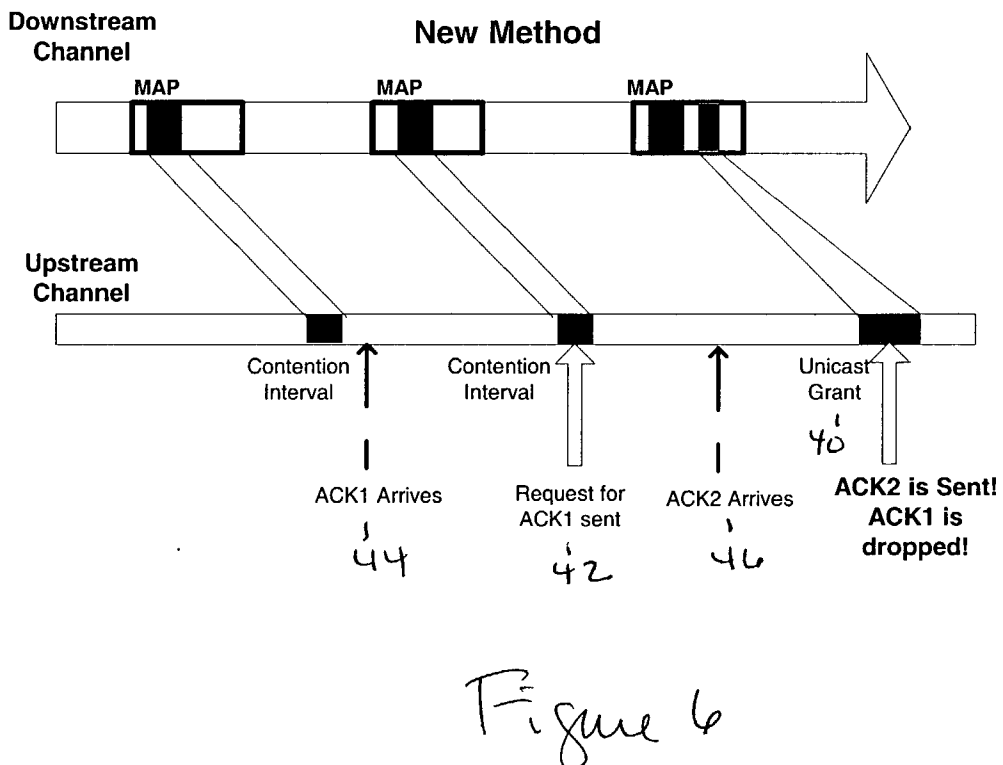 Downstream
Channel
New Method
MAP
MAP
MAP
Upstream
Channel
Contention
Interval
Contention
Interval
Unicast
Grant
40
ACK1 Arrives
44
Request for
ACK1 sent
42
ACK2 Arrives
46
ACK2 is Sent!
ACK1 is
dropped!
Figure 6